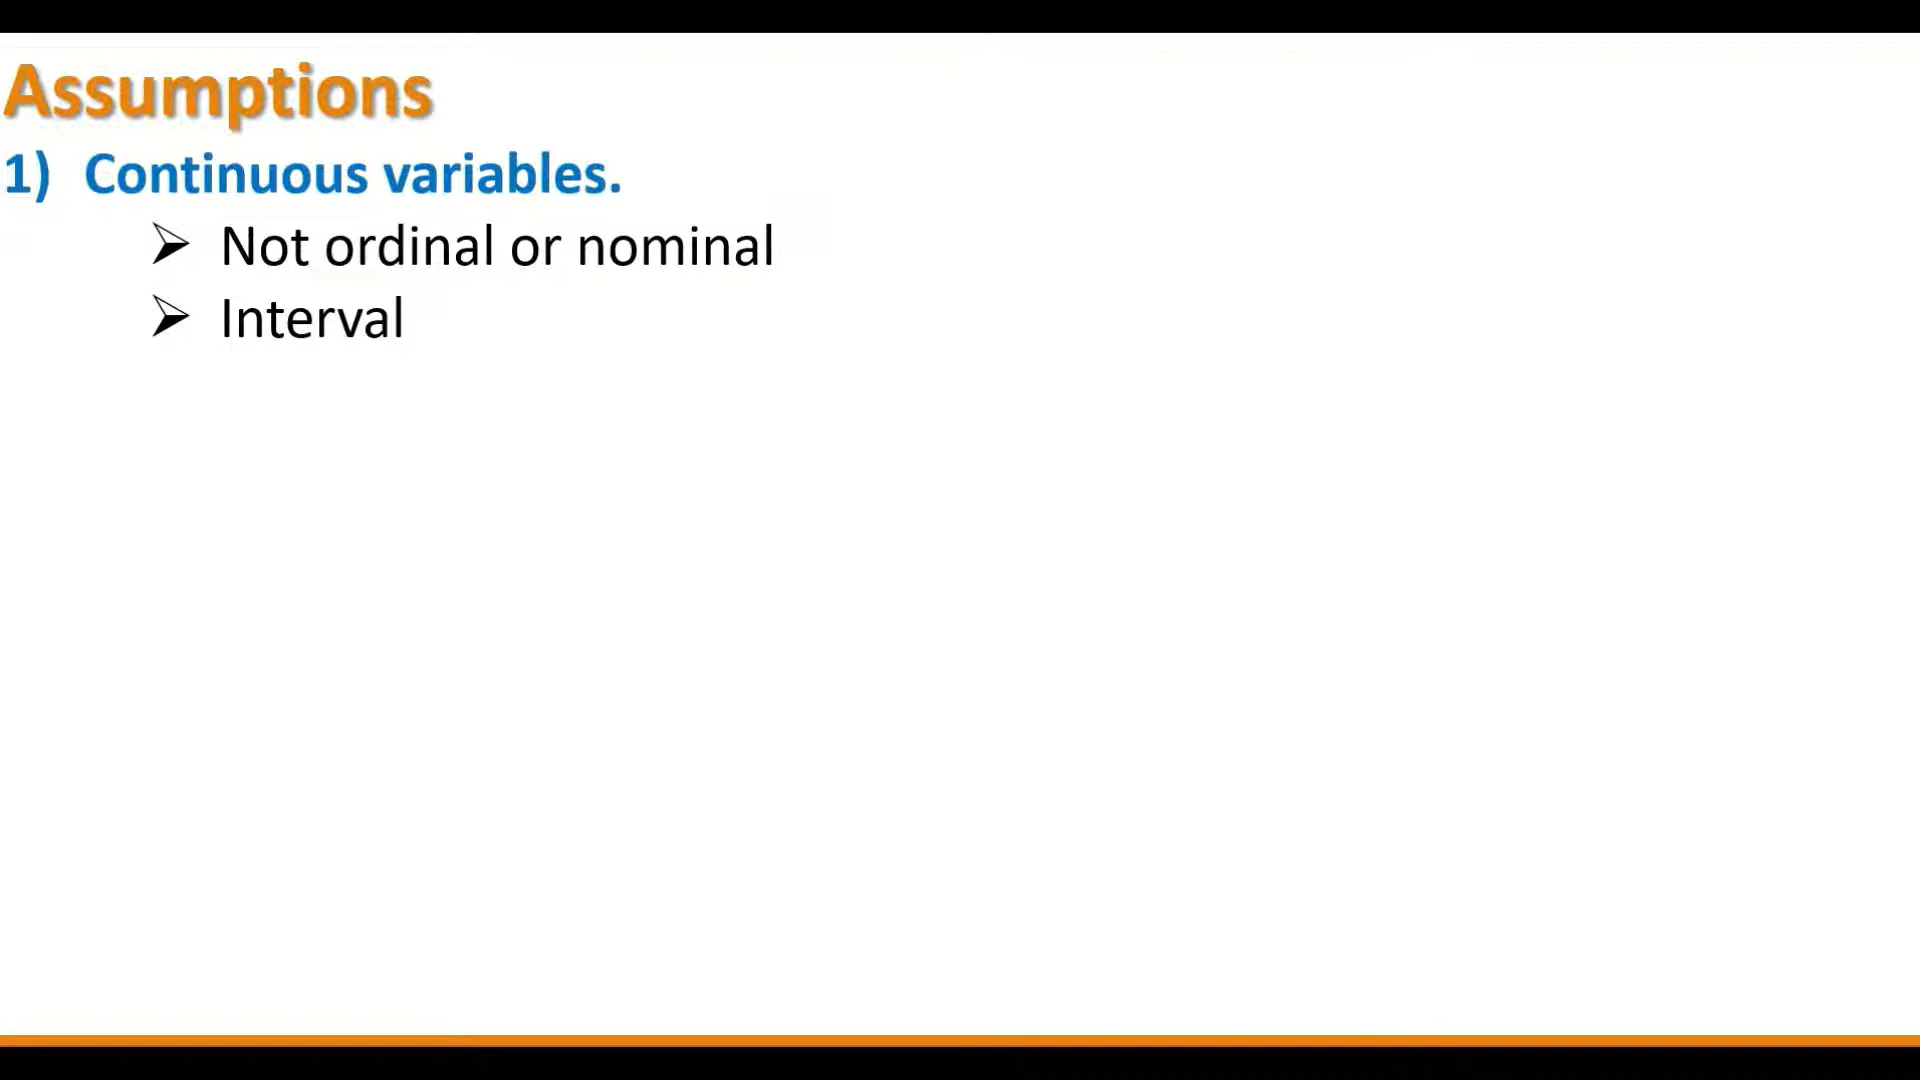 Assumptions
1) Continuous variables.
➢ Not ordinal or nominal
➢ Interval